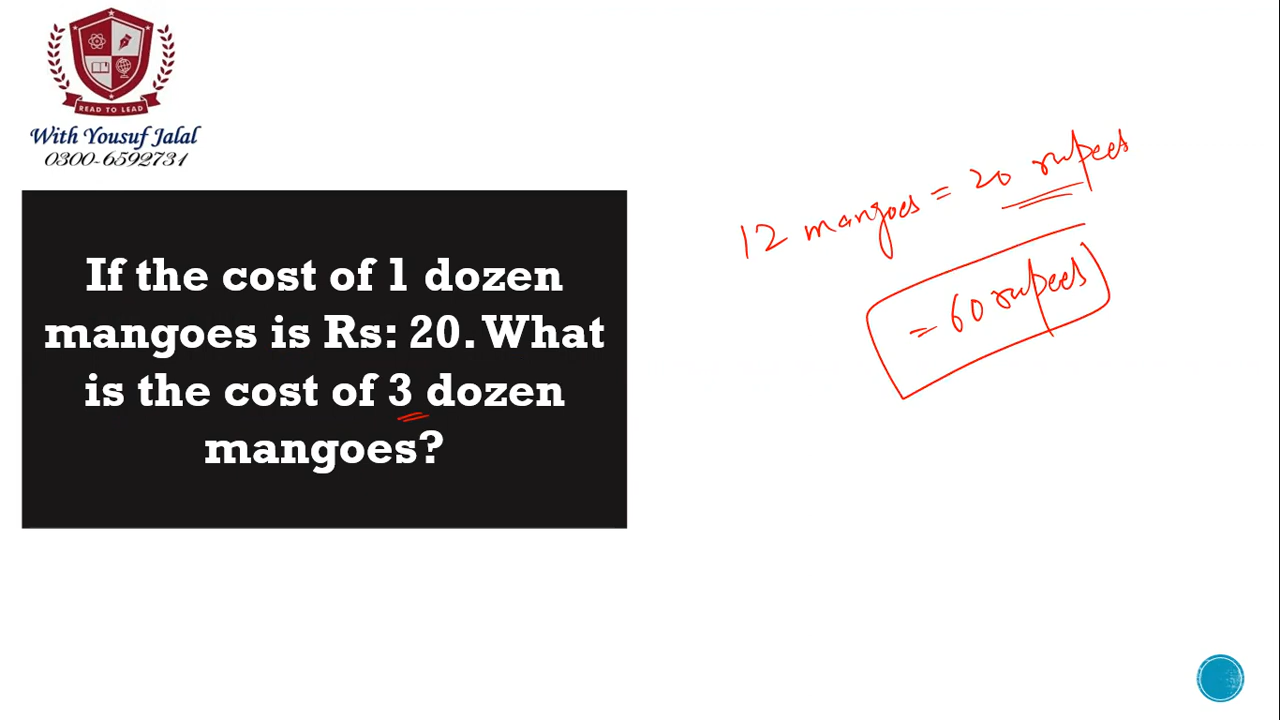 READ TO LEAD
With Yousuf Jalal
0300-6592731
If the cost of 1 dozen
mangoes is Rs: 20. What
is the cost of 3 dozen
mangoes?
12 mangoes = 20 rupees
= 60 rupees